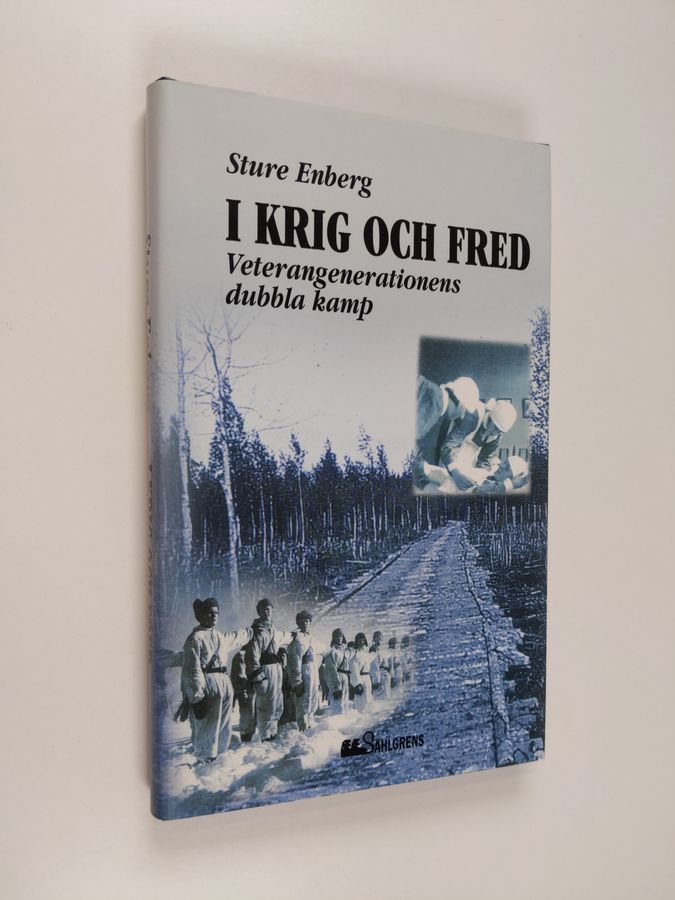 Sture Enberg
I KRIG OCH FRED
Veterangenerationens
dubbla kamp
SAHLGRENS